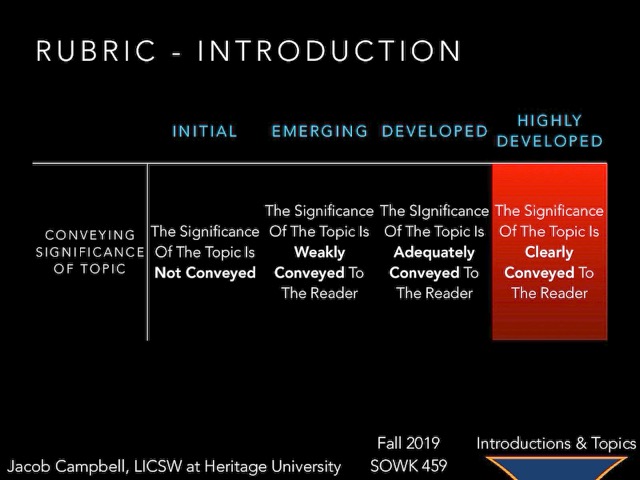 RUBRIC - INTRODUCTION
INITIAL
EMERGING
DEVELOPED
HIGHLY
DEVELOPED
CONVEYING
SIGNIFICANCE
OF TOPIC
The Significance
Of The Topic Is
Not Conveyed
The Significance
Of The Topic Is
Weakly
Conveyed To
The Reader
The SIgnificance
Of The Topic Is
Adequately
Conveyed To
The Reader
The Significance
Of The Topic Is
Clearly
Conveyed To
The Reader
Jacob Campbell, LICSW at Heritage University
Fall 2019
SOWK 459
Introductions & Topics